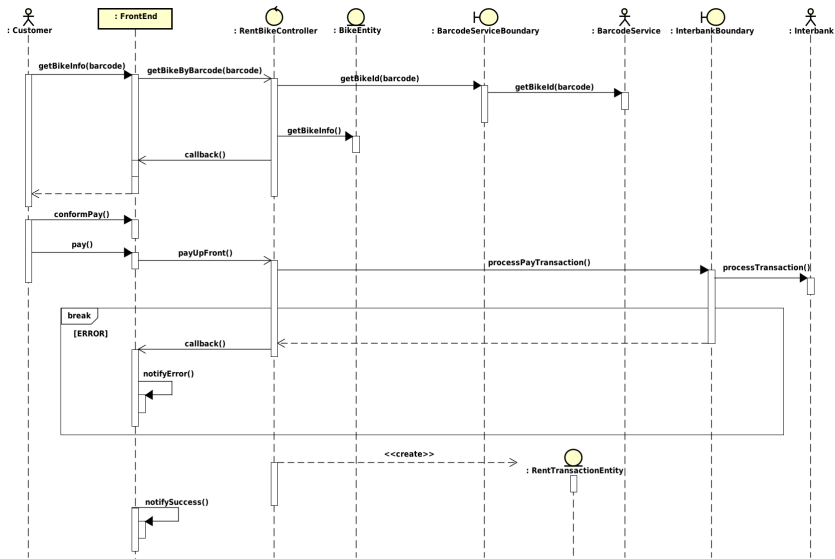 : FrontEnd
: Customer
: RentBikeController
: BikeEntity
: BarcodeServiceBoundary
: BarcodeService
: InterbankBoundary
: Interbank
getBikeInfo(barcode)
getBikeByBarcode(barcode)
getBikeId(barcode)
getBikeId(barcode)
getBikeInfo()
callback()
conformPay()
pay()
payUpFront()
processPayTransaction()
processTransaction()
break
[ERROR]
callback()
notifyError()
<<create>>
: RentTransactionEntity
notifySuccess()